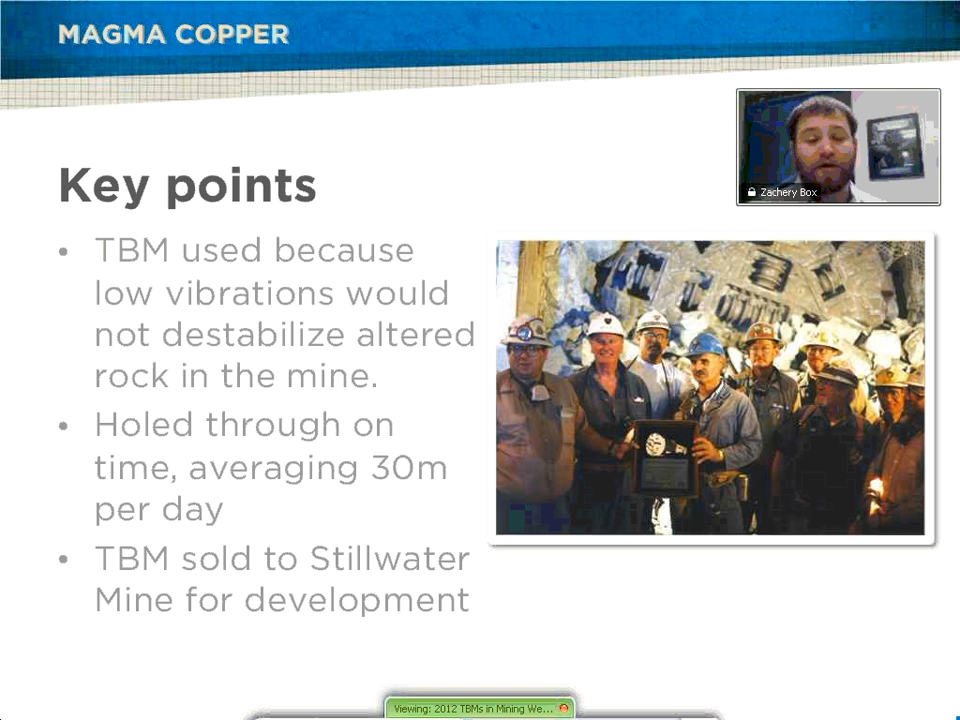 MAGMA COPPER
Zachery Box
Key points
• TBM used because
low vibrations would
not destabilize altered
rock in the mine.
• Holed through on
time, averaging 30m
per day
• TBM sold to Stillwater
Mine for development
Viewing: 2012 TBMs in Mining We...